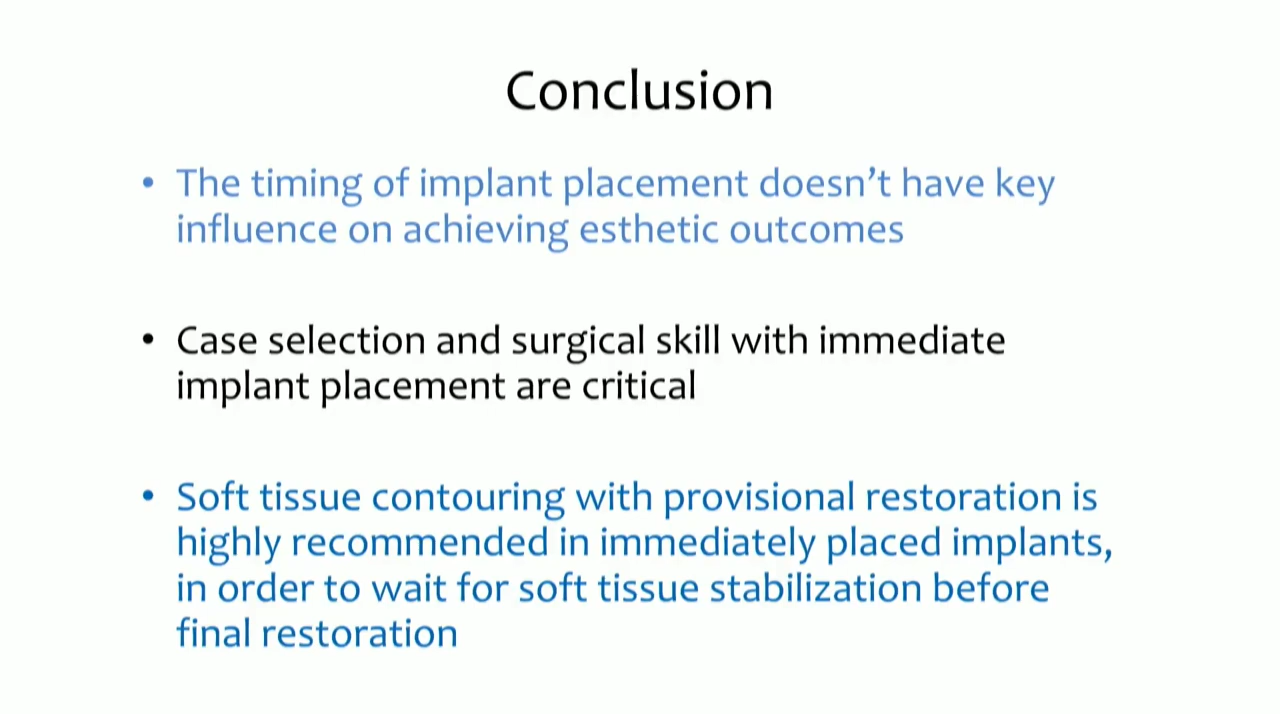 Conclusion
• The timing of implant placement doesn’t have key
influence on achieving esthetic outcomes
• Case selection and surgical skill with immediate
implant placement are critical
• Soft tissue contouring with provisional restoration is
highly recommended in immediately placed implants,
in order to wait for soft tissue stabilization before
final restoration